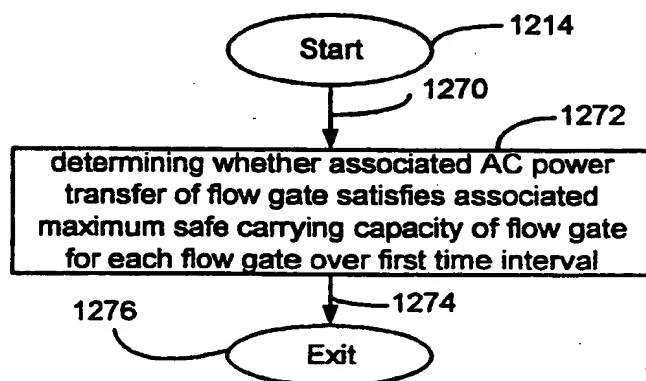 Start
1214
1270
1272
determining whether associated AC power
transfer of flow gate satisfies associated
maximum safe carrying capacity of flow gate
for each flow gate over first time interval
1274
1276
Exit